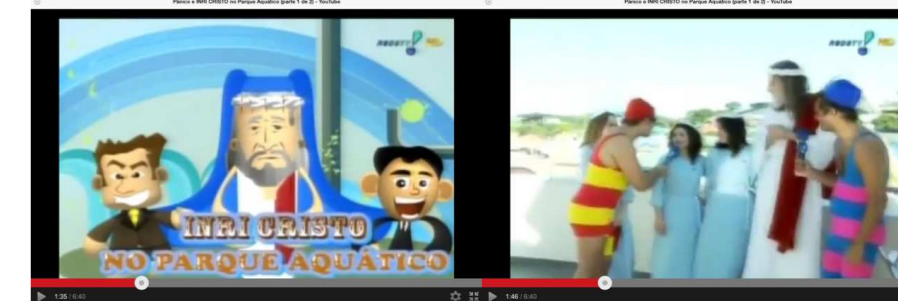 Pânico e INRI CRISTO no Parque Aquático (parte 1 de 2) - YouTube
INRI CRISTO
NO PARQUE AQUÁTICO
1:35 / 6:40
Pânico e INRI CRISTO no Parque Aquático (parte 1 de 2) - YouTube
1:46 / 6:40